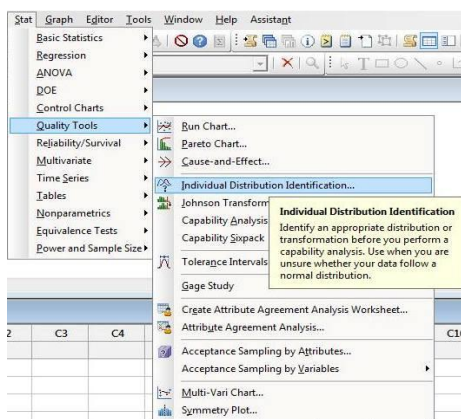 Stat Graph Editor Tools Window Help Assistant
Basic Statistics
Regression
ANOVA
DOE
Control Charts
Quality Tools
Reliability/Survival
Multivariate
Time Series
Tables
Nonparametrics
Equivalence Tests
Power and Sample Size
Run Chart...
Pareto Chart...
Cause-and-Effect...
Individual Distribution Identification...
Johnson Transform
Capability Analysis
Capability Sixpack
Tolerance Intervals
Gage Study
Create Attribute Agreement Analysis Worksheet...
Attribute Agreement Analysis...
Acceptance Sampling by Attributes...
Acceptance Sampling by Variables
Multi-Vari Chart...
Symmetry Plot...
Individual Distribution Identification
Identify an appropriate distribution or
transformation before you perform a
capability analysis. Use when you are
unsure whether your data follow a
normal distribution.
2 C3 C4 C1